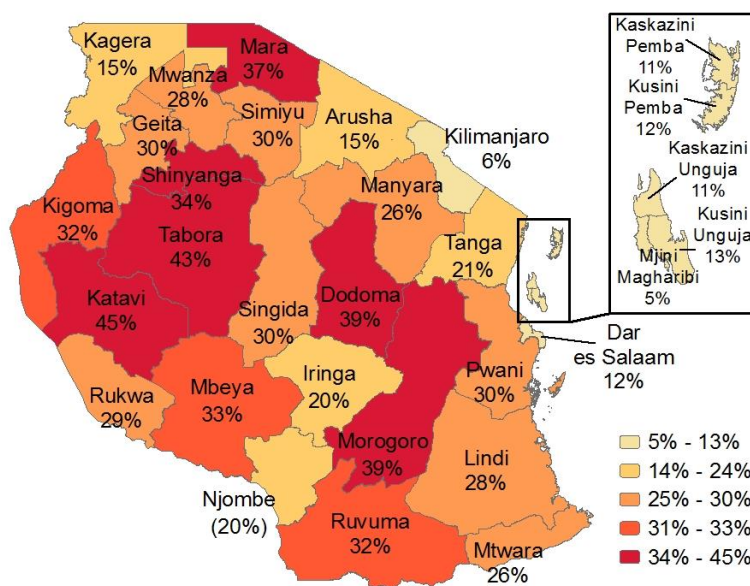 Kagera
15%
Mara
37%
Mwanza
28%
Geita
30%
Simiyu
30%
Arusha
15%
Kilimanjaro
6%
Shinyanga
34%
Kigoma
32%
Tabora
43%
Manyara
26%
Tanga
21%
Katavi
45%
Singida
30%
Dodoma
39%
Rukwa
29%
Mbeya
33%
Iringa
20%
Morogoro
39%
Pwani
30%
Dar
es Salaam
12%
Njombe
(20%)
Lindi
28%
Ruvuma
32%
Mtwara
26%
Kaskazini
Pemba
11%
Kusini
Pemba
12%
Kaskazini
Unguja
11%
Kusini
Unguja
13%
Mjini
Magharibi
5%
5% - 13%
14% - 24%
25% - 30%
31% - 33%
34% - 45%